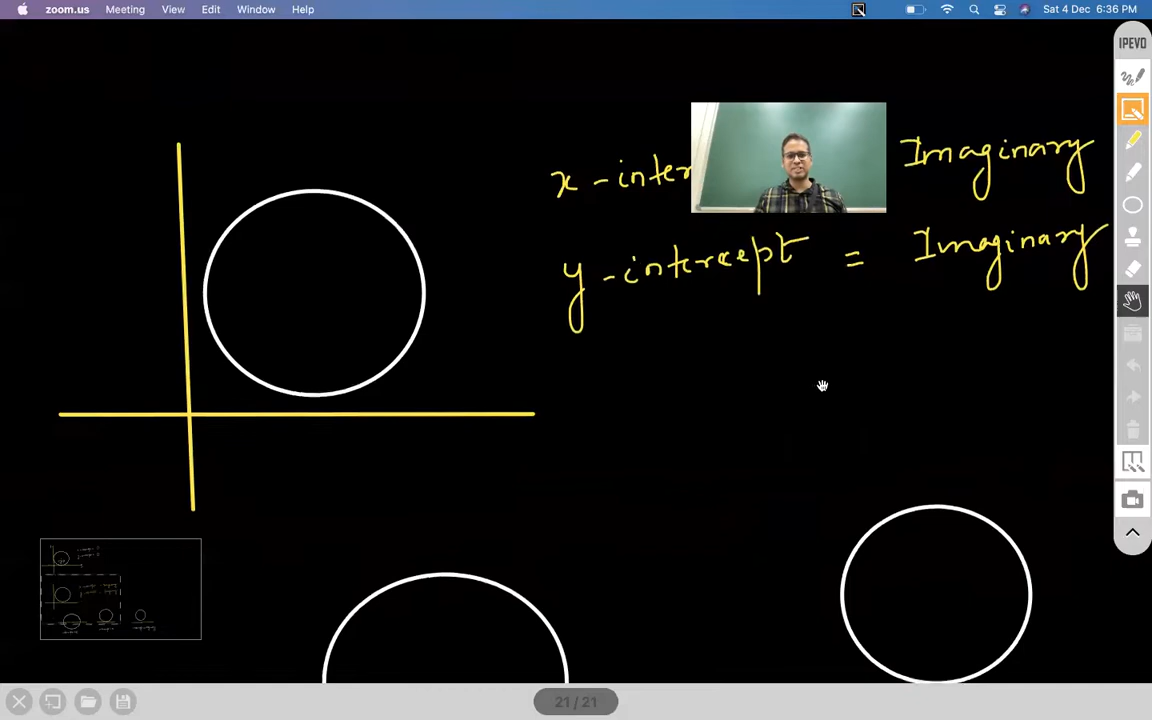 zoom.us Meeting View Edit Window Help Sat 4 Dec 6:36 PM
IPEVO
x - inter Imaginary
y - intercept = Imaginary
21 / 21